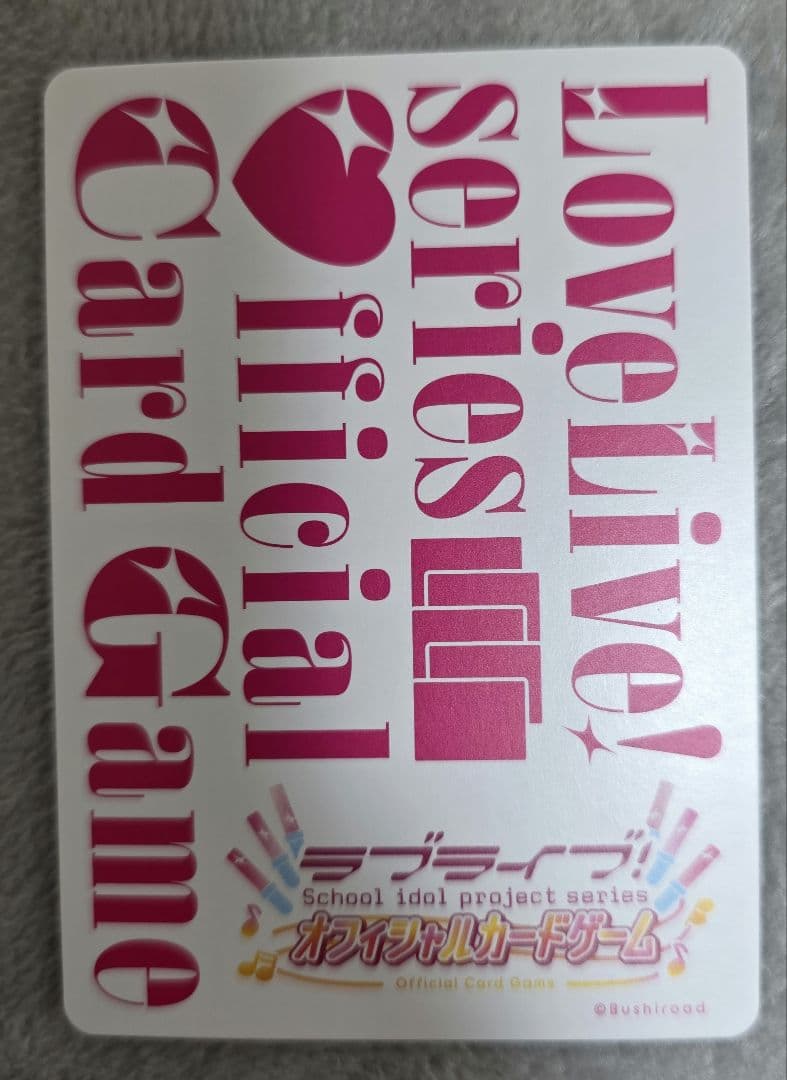 LoveLive!
series
Official
Card Game
ラブライブ!
School idol project series
オフィシャルカードゲーム
Official Card Game
©Bushiroad